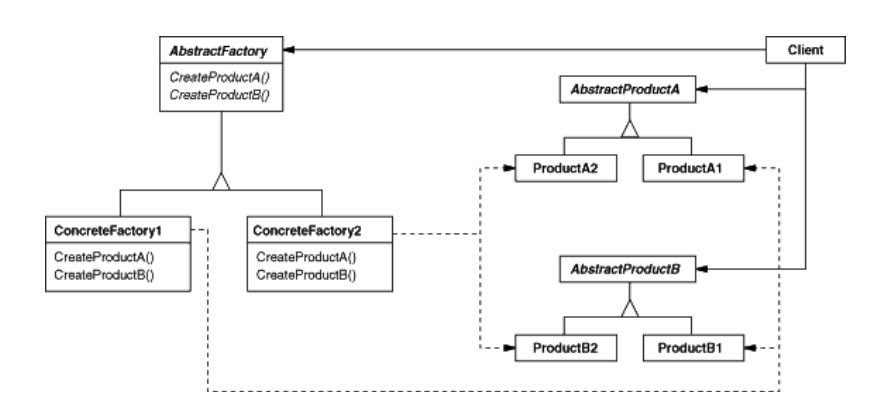 AbstractFactory
CreateProductA()
CreateProductB()
Client
AbstractProductA
ProductA2
ProductA1
ConcreteFactory1
CreateProductA()
CreateProductB()
ConcreteFactory2
CreateProductA()
CreateProductB()
AbstractProductB
ProductB2
ProductB1